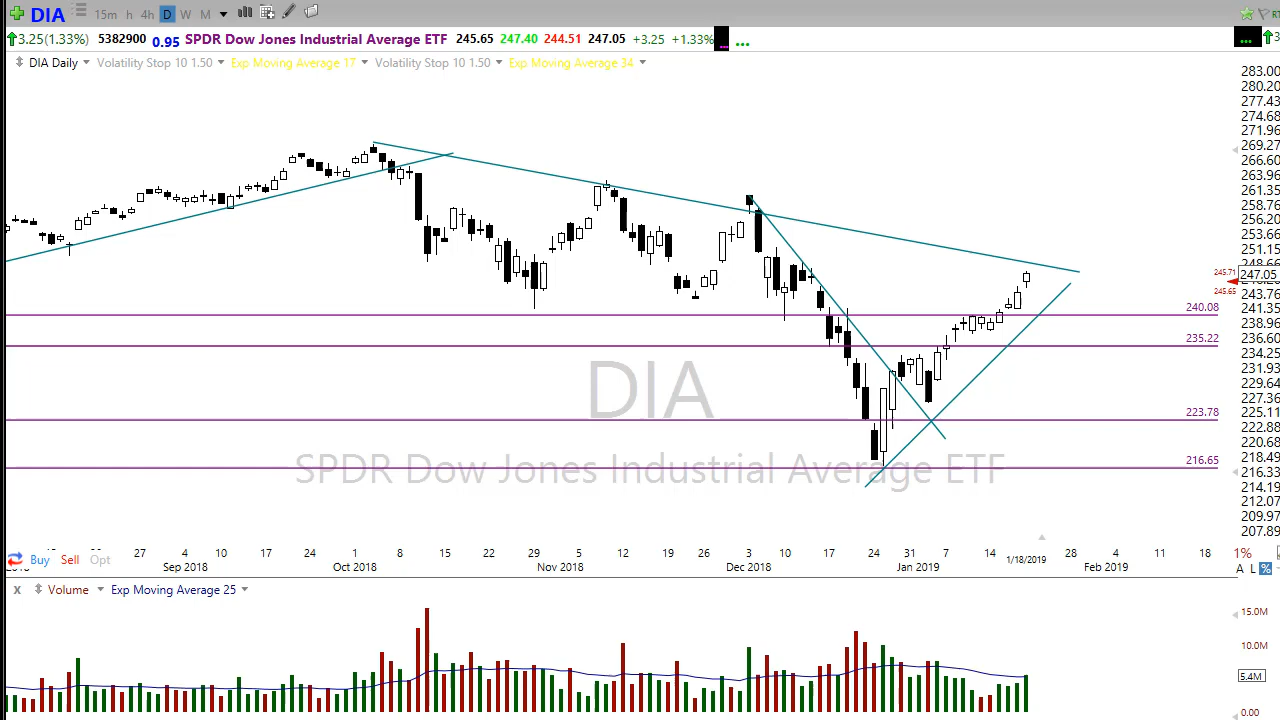 DIA 15m h 4h D W M
3.25(1.33%) 5382900 0.95 SPDR Dow Jones Industrial Average ETF 245.65 247.40 244.51 247.05 +3.25 +1.33% ... ... ...
DIA Daily Volatility Stop 10 1.50 Exp Moving Average 17 Volatility Stop 10 1.50 Exp Moving Average 34
283.00
280.20
277.43
274.68
271.96
269.27
266.60
263.96
261.35
258.76
256.20
253.66
251.15
248.66
245.71 247.05
245.65 243.76
240.08 241.35
238.96
235.22 236.60
234.25
231.93
229.64
227.36
223.78 225.11
222.88
220.68
216.65 218.49
216.33
214.19
212.07
209.97
207.89
DIA
SPDR Dow Jones Industrial Average ETF
27 4 10 17 24 1 8 15 22 29 5 12 19 26 3 10 17 24 31 7 14 28 4 11 18 1%
Buy Sell Opt
Sep 2018 Oct 2018 Nov 2018 Dec 2018 Jan 2019 1/18/2019 Feb 2019 A L %
x Volume Exp Moving Average 25
15.0M
10.0M
5.4M
0.00